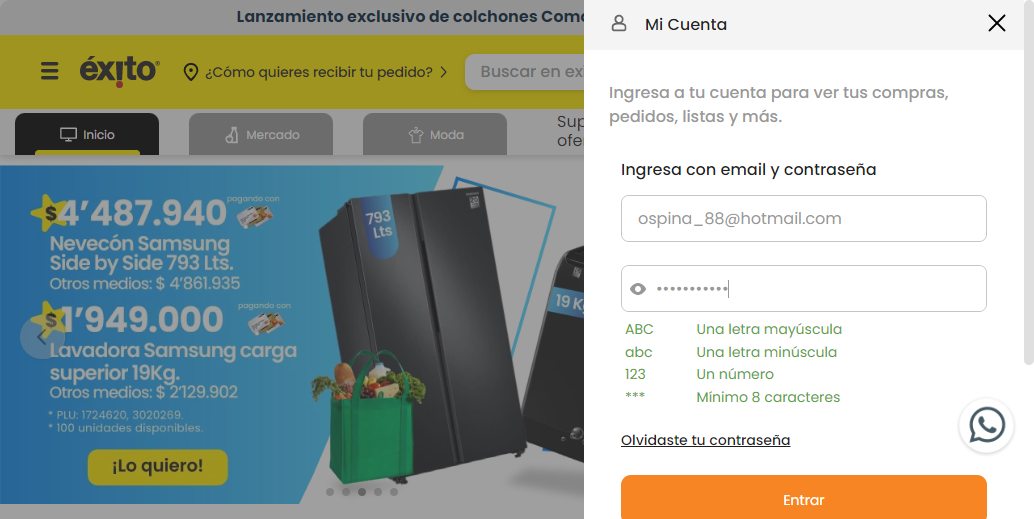 Lanzamiento exclusivo de colchones
éxito
¿Cómo quieres recibir tu pedido?
Buscar en
Inicio
Mercado
Moda
$4’487.940
pagando con
Nevecón Samsung
Side by Side 793 Lts.
Otros medios: $ 4’861.935
$1’949.000
pagando con
Lavadora Samsung carga
superior 19Kg.
Otros medios: $ 2’129.902
* PLU: 1724620, 3020269.
* 100 unidades disponibles.
¡Lo quiero!
793
Lts
19
Mi Cuenta
Ingresa a tu cuenta para ver tus compras,
pedidos, listas y más.
Ingresa con email y contraseña
ospina_88@hotmail.com
•••••••••••
ABC Una letra mayúscula
abc Una letra minúscula
123 Un número
*** Mínimo 8 caracteres
Olvidaste tu contraseña
Entrar